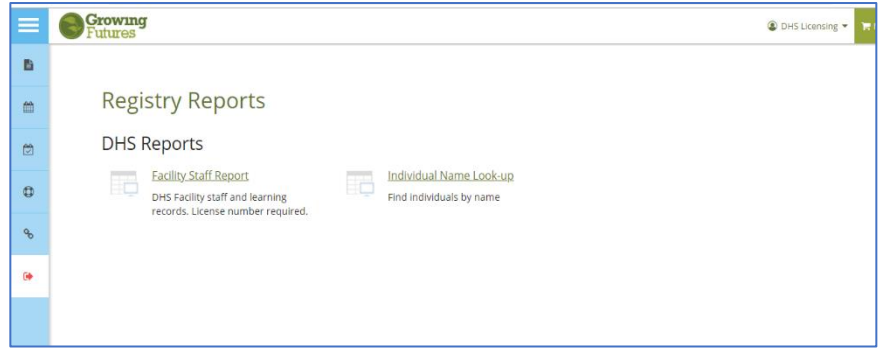 Growing
Futures
DHS Licensing
Registry Reports
DHS Reports
Facility Staff Report
DHS Facility staff and learning
records. License number required.
Individual Name Look-up
Find individuals by name